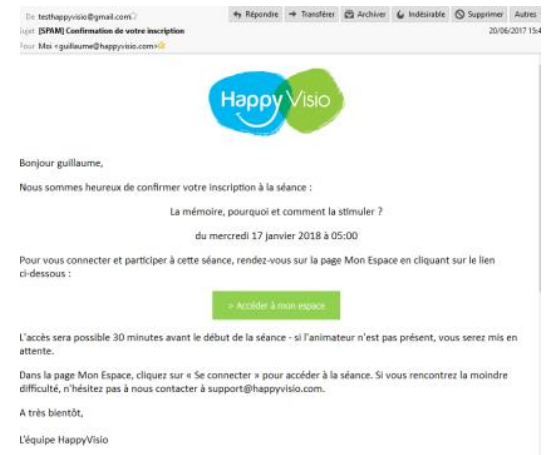 De testhappyvisio@gmail.com Répondre Transférer Archiver Indésirable Supprimer Autres
Sujet [SPAM] Confirmation de votre inscription 20/06/2017 15:4
Pour Moi <guillaume@happyvisio.com>
Happy Visio
Bonjour guillaume,
Nous sommes heureux de confirmer votre inscription à la séance :
La mémoire, pourquoi et comment la stimuler ?
du mercredi 17 janvier 2018 à 05:00
Pour vous connecter et participer à cette séance, rendez-vous sur la page Mon Espace en cliquant sur le lien
ci-dessous :
> Accéder à mon espace
L'accès sera possible 30 minutes avant le début de la séance - si l'animateur n'est pas présent, vous serez mis en
attente.
Dans la page Mon Espace, cliquez sur « Se connecter » pour accéder à la séance. Si vous rencontrez la moindre
difficulté, n'hésitez pas à nous contacter à support@happyvisio.com.
A très bientôt,
L'équipe HappyVisio